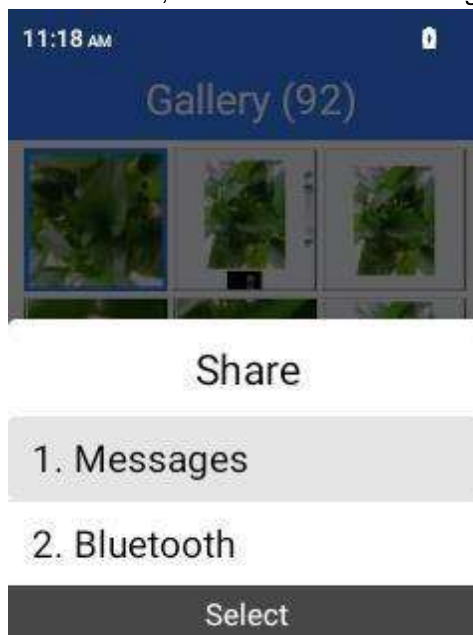 11:18 AM
Gallery (92)
Share
1. Messages
2. Bluetooth
Select